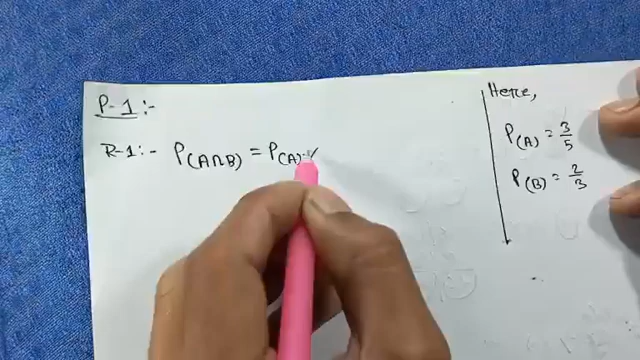 P-1:-
R-1:- P(A∩B) = P(A)·
Here,
P(A) = 3/5
P(B) = 2/3